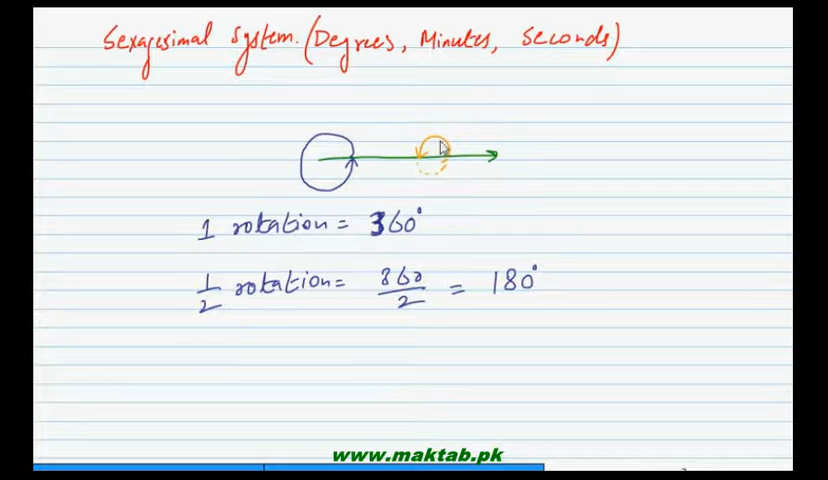 Sexagesimal System. (Degrees, Minutes, Seconds)
1 rotation = 360°
1/2 rotation = 360/2 = 180°
www.maktab.pk